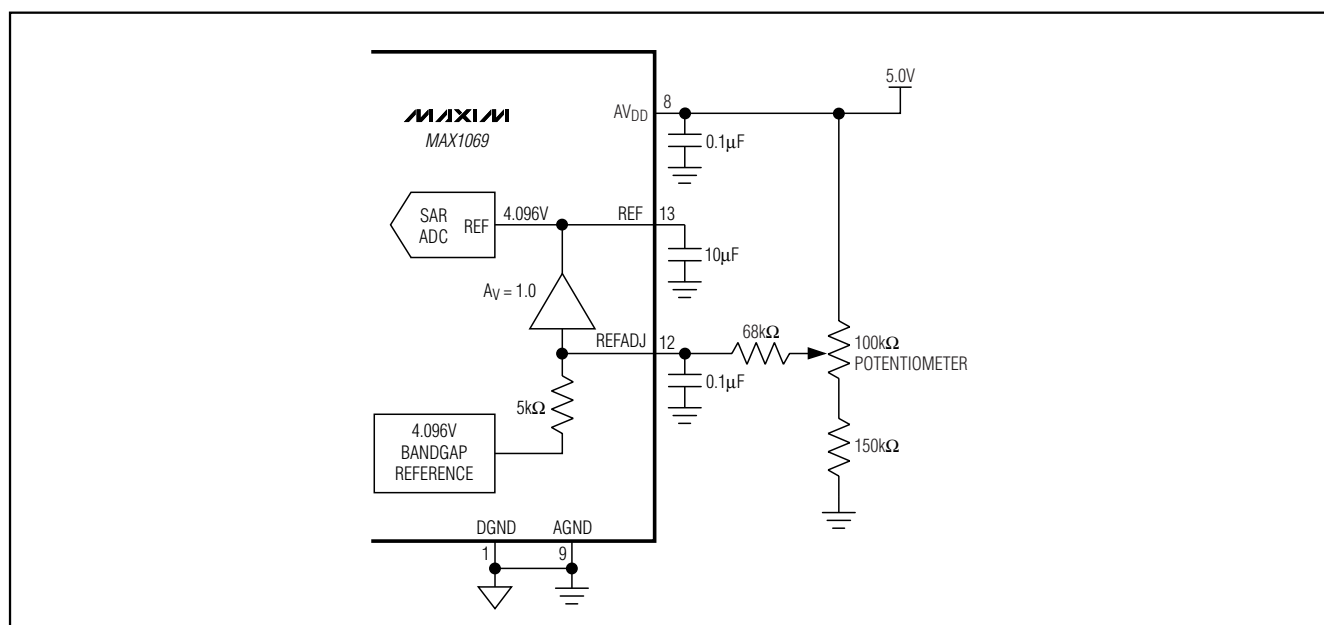 5.0V
MAXIM
MAX1069
AVDD
8
0.1µF
SAR
ADC
REF
4.096V
REF
13
10µF
AV = 1.0
REFADJ
12
68kΩ
100kΩ
POTENTIOMETER
0.1µF
5kΩ
4.096V
BANDGAP
REFERENCE
150kΩ
DGND
AGND
1
9